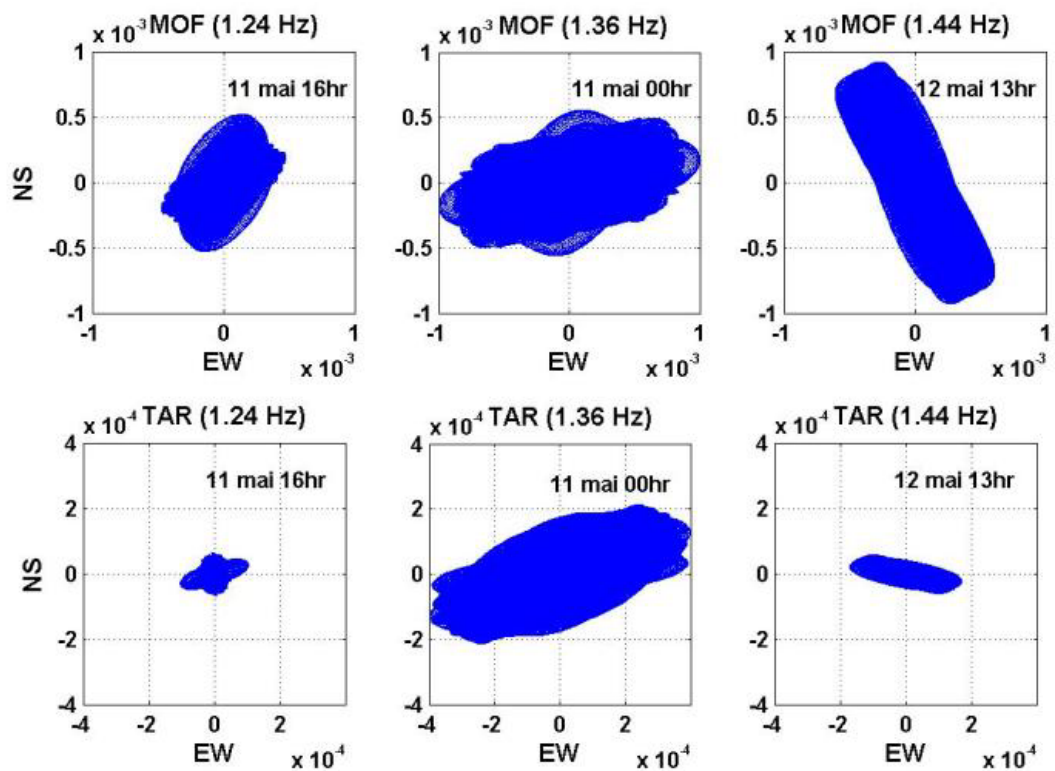 x 10-3 MOF (1.24 Hz)
11 mai 16hr
NS
1
0.5
0
-0.5
-1
-1 0 1
EW x 10-3
x 10-3 MOF (1.36 Hz)
11 mai 00hr
1
0.5
0
-0.5
-1
-1 0 1
EW x 10-3
x 10-3 MOF (1.44 Hz)
12 mai 13hr
1
0.5
0
-0.5
-1
-1 0 1
EW x 10-3
x 10-4 TAR (1.24 Hz)
11 mai 16hr
NS
4
2
0
-2
-4
-4 -2 0 2
EW x 10-4
x 10-4 TAR (1.36 Hz)
11 mai 00hr
4
2
0
-2
-4
-4 -2 0 2
EW x 10-4
x 10-4 TAR (1.44 Hz)
12 mai 13hr
4
2
0
-2
-4
-4 -2 0 2
EW x 10-4